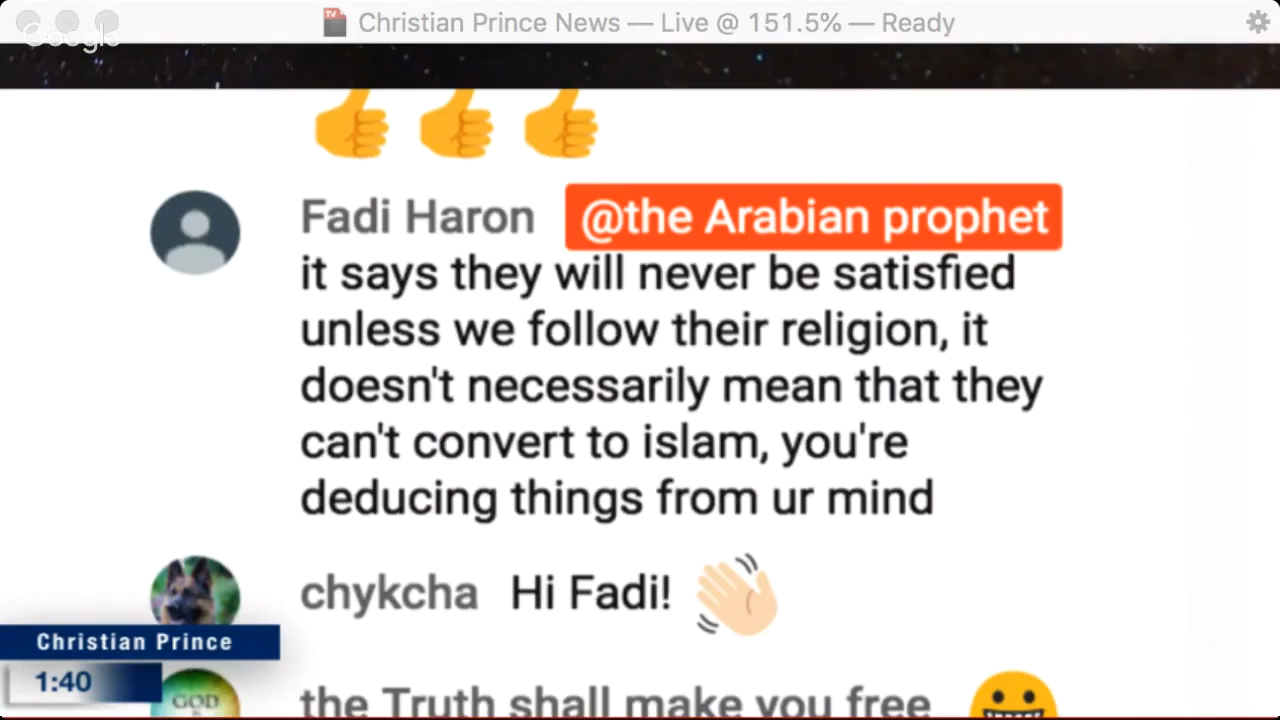 Christian Prince News — Live @ 151.5% — Ready
Google
Fadi Haron @the Arabian prophet
it says they will never be satisfied
unless we follow their religion, it
doesn't necessarily mean that they
can't convert to islam, you're
deducing things from ur mind
chykcha Hi Fadi!
Christian Prince
1:40
GOD
the Truth shall make you free